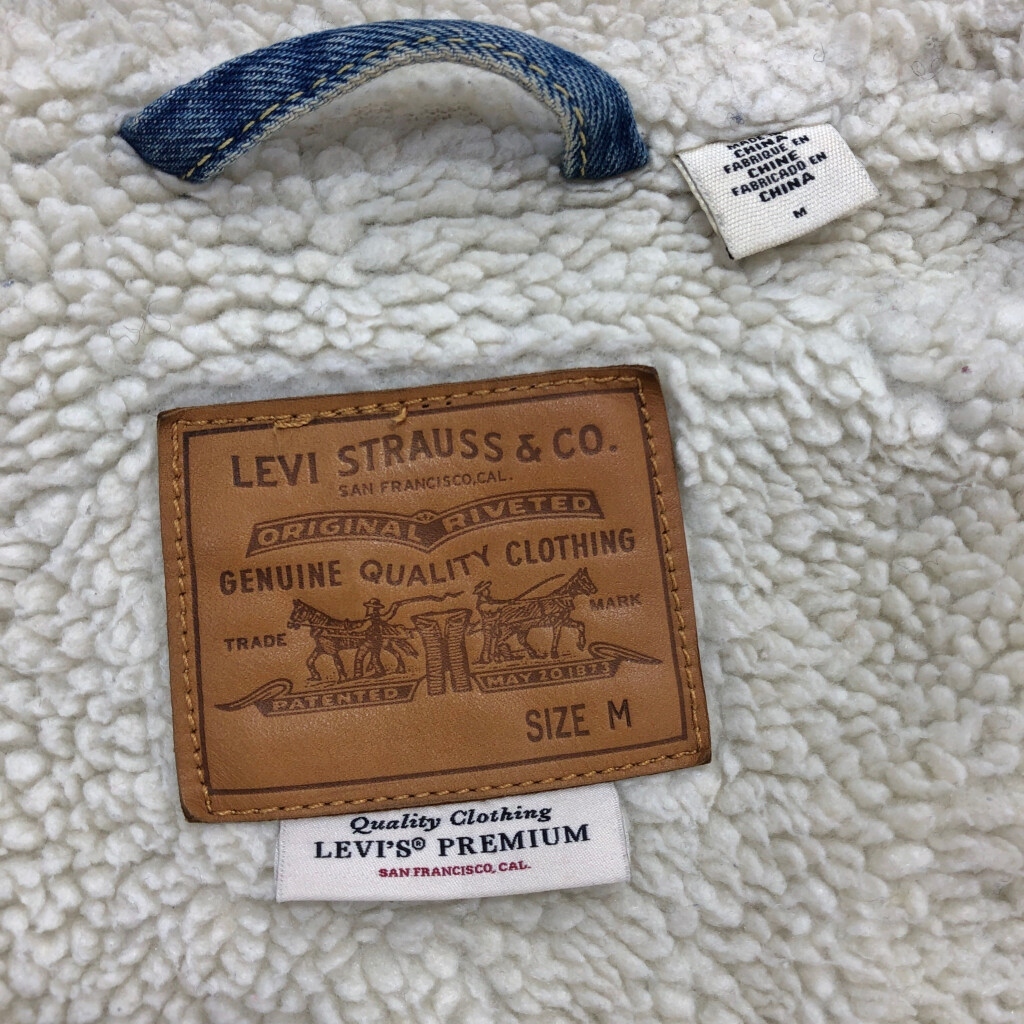 MADE IN
CHINA
FABRIQUE EN
CHINE
FABRICADO EN
CHINA
M
LEVI STRAUSS & CO.
SAN FRANCISCO,CAL.
ORIGINAL RIVETED
GENUINE QUALITY CLOTHING
TRADE MARK
PATENTED MAY 20 1873
SIZE M
Quality Clothing
LEVI'S® PREMIUM
SAN FRANCISCO, CAL.